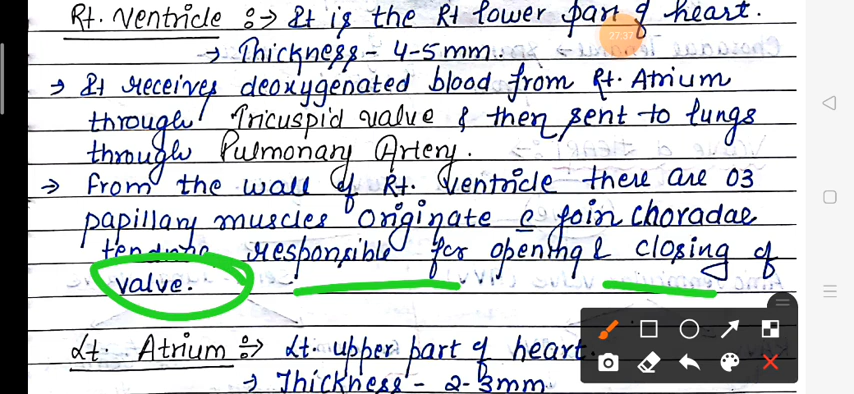 Rt. Ventricle :-> It is the Rt lower part of heart.
-> Thickness - 4-5mm.
-> It receives deoxygenated blood from Rt. Atrium
through Tricuspid valve & then sent to lungs
through Pulmonary Artery.
-> from the wall of Rt. Ventricle there are 03
papillary muscles originate c join choradae
tendinae responsible for opening & closing of
valve.
Lt. Atrium :-> Lt. upper part of heart.
-> Thickness - 2-3mm
27:37